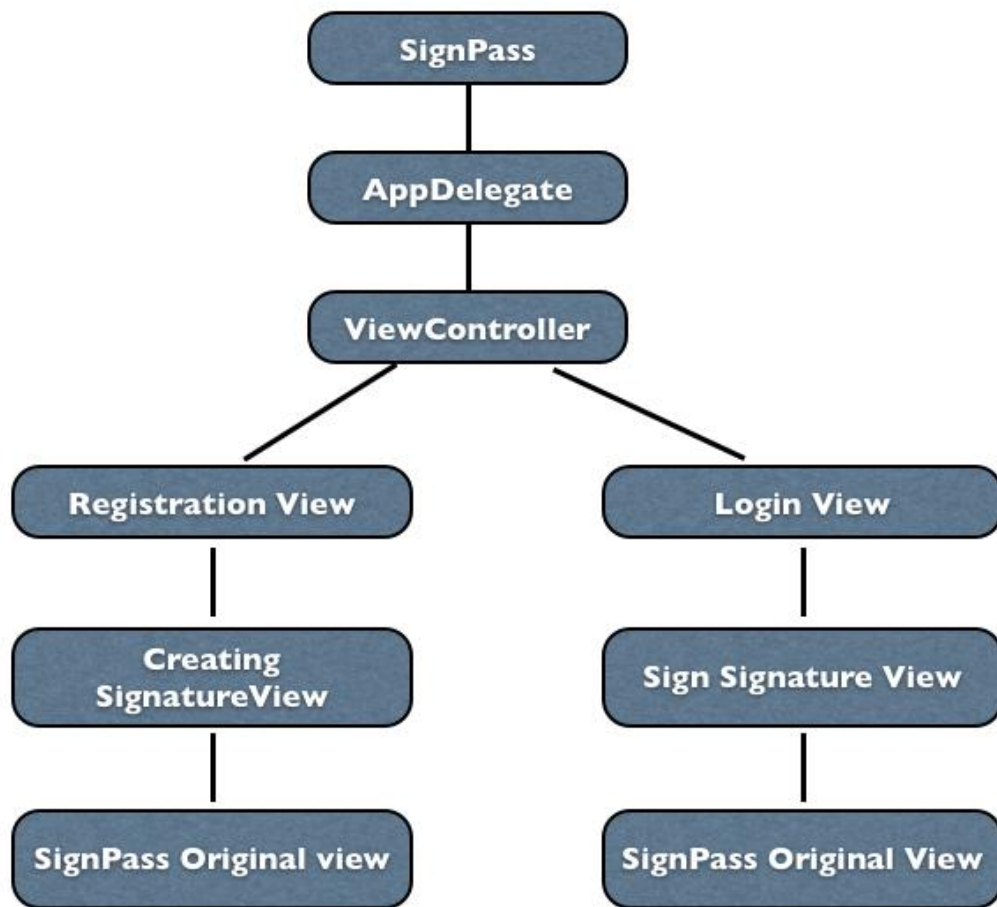 SignPass
AppDelegate
ViewController
Registration View
Login View
Creating
SignatureView
Sign Signature View
SignPass Original view
SignPass Original View